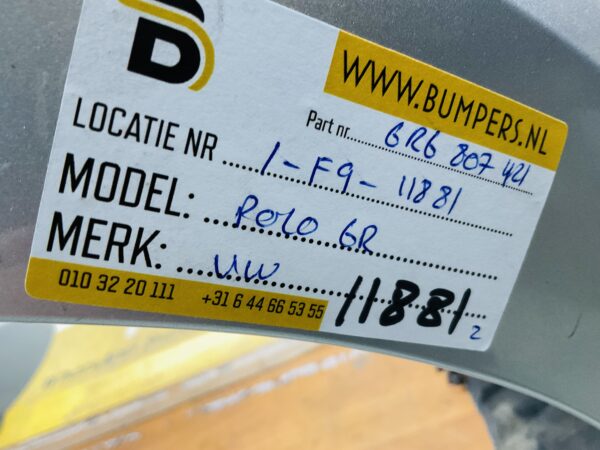 B
WWW.BUMPERS.NL
Part nr. 6R6 807 421
LOCATIE NR 1-F9-11881
MODEL: POLO 6R
MERK: VW
010 32 20 111 +31 6 44 66 53 55 11881 2